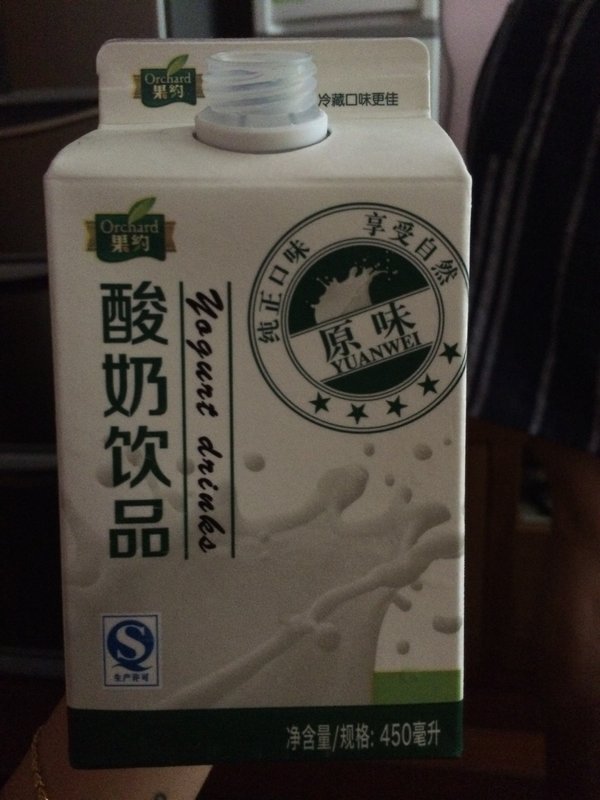 Orchard
果约
冷藏口味更佳
Orchard
果约
纯正口味
享受自然
原味
YUANWEI
酸奶饮品
Yogurt drinks
生产许可
净含量/规格: 450毫升